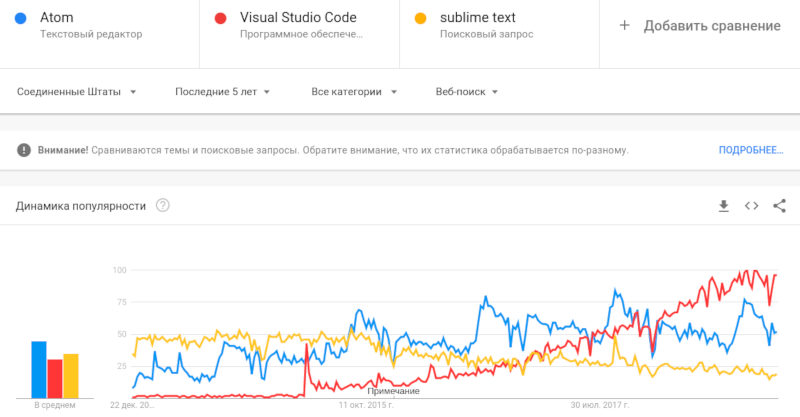 Atom
Текстовый редактор
Visual Studio Code
Программное обеспече...
sublime text
Поисковый запрос
+ Добавить сравнение
Соединенные Штаты
Последние 5 лет
Все категории
Веб-поиск
Внимание! Сравниваются темы и поисковые запросы. Обратите внимание, что их статистика обрабатывается по-разному.
ПОДРОБНЕЕ...
Динамика популярности
100
75
50
25
Примечание
В среднем
22 дек. 20...
11 окт. 2015 г.
30 июл. 2017 г.